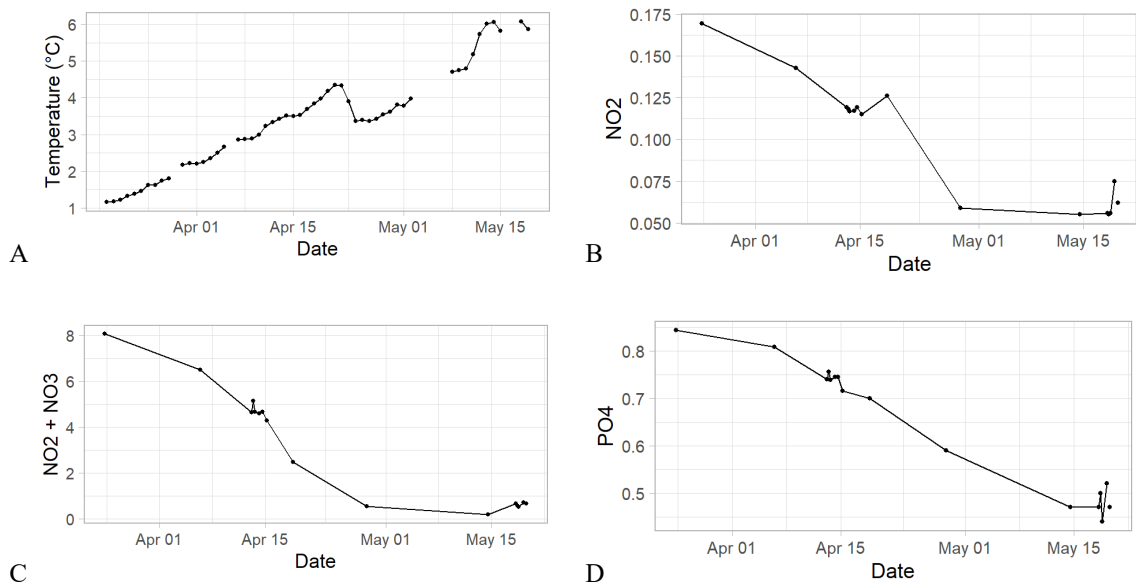 Temperature (°C)
6
5
4
3
2
1
Apr 01 Apr 15 May 01 May 15
Date
A
NO2
0.175
0.150
0.125
0.100
0.075
0.050
Apr 01 Apr 15 May 01 May 15
Date
B
NO2 + NO3
8
6
4
2
0
Apr 01 Apr 15 May 01 May 15
Date
C
PO4
0.8
0.7
0.6
0.5
Apr 01 Apr 15 May 01 May 15
Date
D